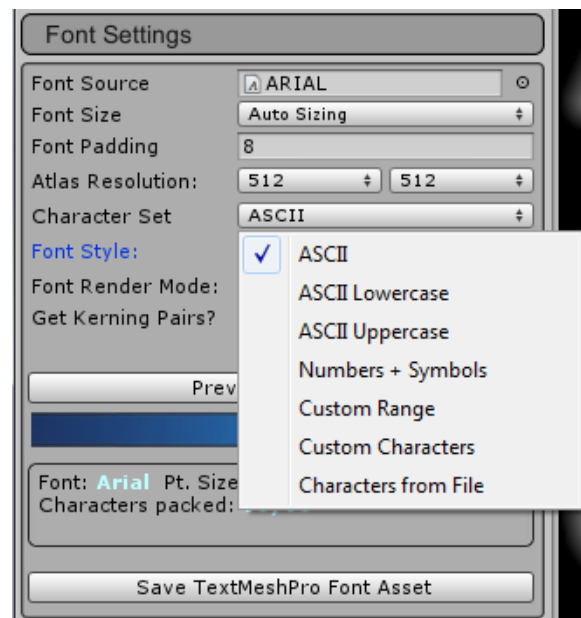 Font Settings
Font Source ARIAL
Font Size Auto Sizing
Font Padding 8
Atlas Resolution: 512 512
Character Set ASCII
Font Style:
Font Render Mode:
Get Kerning Pairs?
ASCII
ASCII Lowercase
ASCII Uppercase
Numbers + Symbols
Custom Range
Custom Characters
Characters from File
Prev
Font: Arial Pt. Size
Characters packed:
Save TextMeshPro Font Asset